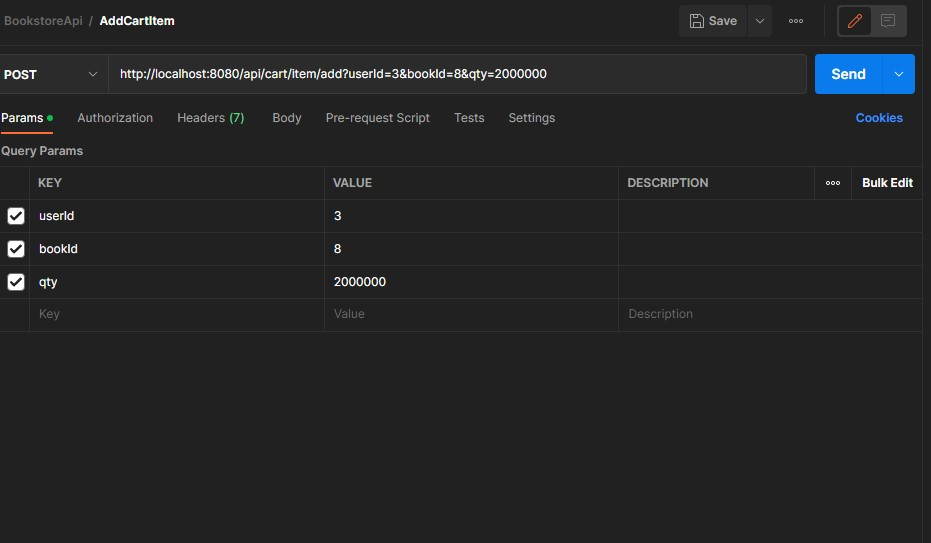 BookstoreApi / AddCartItem Save
POST http://localhost:8080/api/cart/item/add?userId=3&bookId=8&qty=2000000 Send
Params Authorization Headers (7) Body Pre-request Script Tests Settings Cookies
Query Params
KEY VALUE DESCRIPTION Bulk Edit
userId 3
bookId 8
qty 2000000
Key Value Description